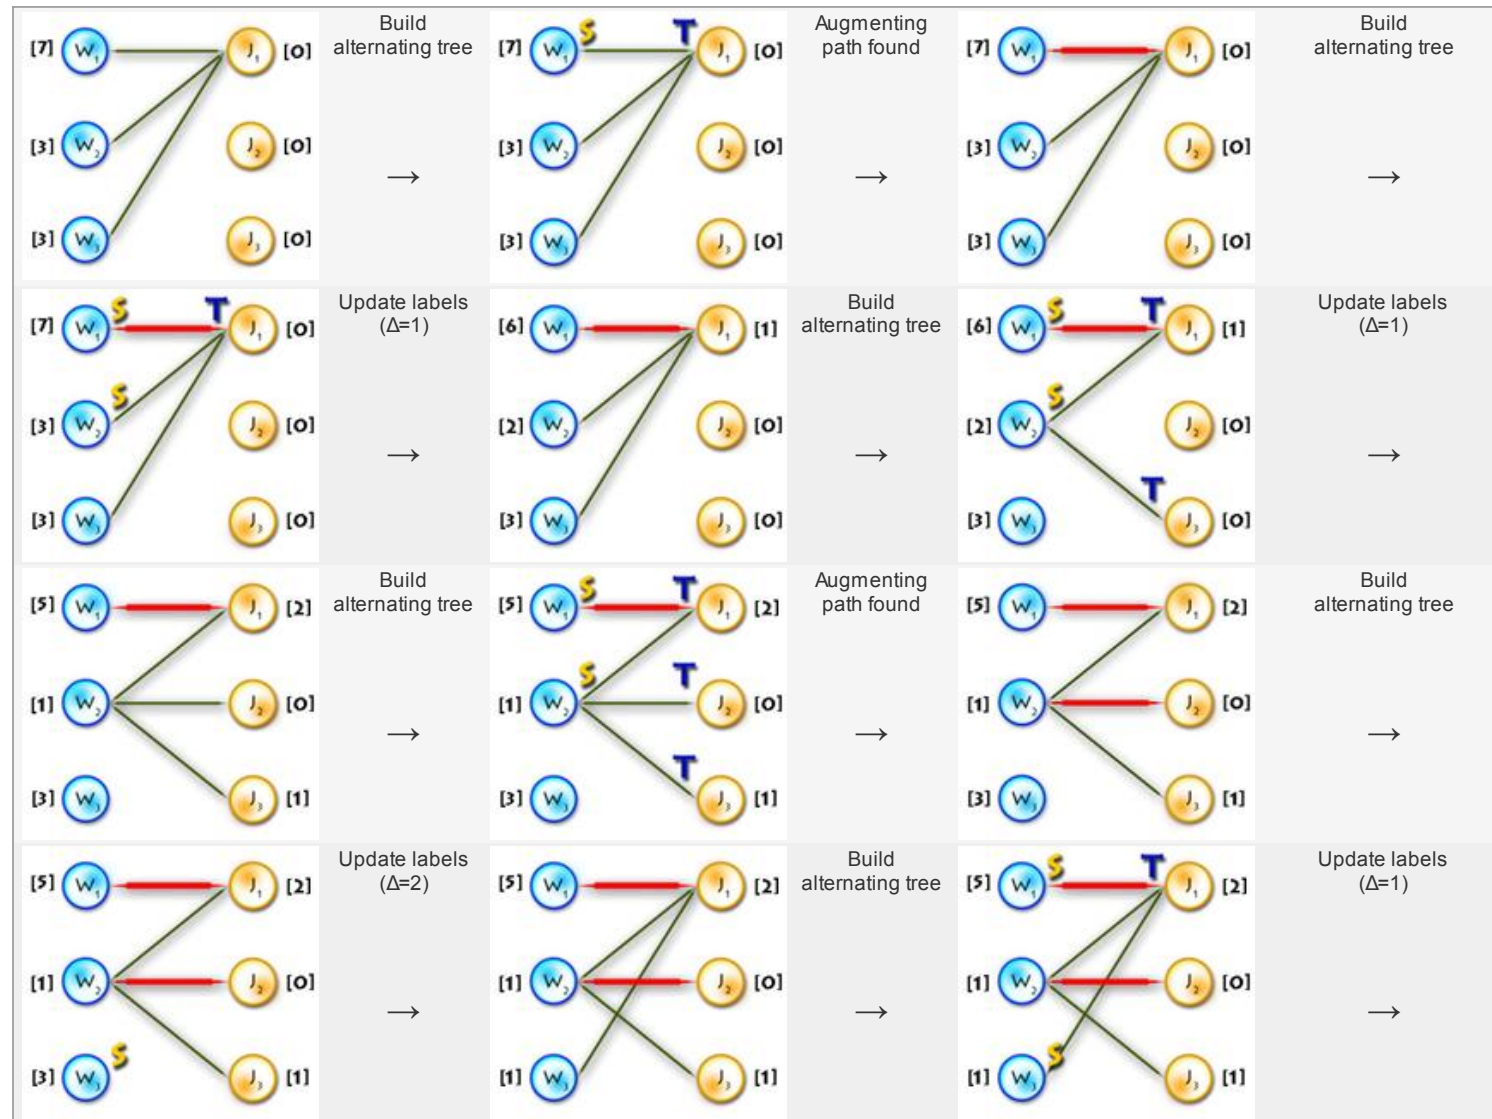 [7] W₁ J₁ [0]
[3] W₂ J₂ [0]
[3] W₃ J₃ [0]
Build
alternating tree
→
S T
[7] W₁ J₁ [0]
[3] W₂ J₂ [0]
[3] W₃ J₃ [0]
Augmenting
path found
→
[7] W₁ J₁ [0]
[3] W₂ J₂ [0]
[3] W₃ J₃ [0]
Build
alternating tree
→
S T
[7] W₁ J₁ [0]
S
[3] W₂ J₂ [0]
[3] W₃ J₃ [0]
Update labels
(Δ=1)
→
[6] W₁ J₁ [1]
[2] W₂ J₂ [0]
[3] W₃ J₃ [0]
Build
alternating tree
→
S T
[6] W₁ J₁ [1]
S
[2] W₂ J₂ [0]
T
[3] W₃ J₃ [0]
Update labels
(Δ=1)
→
[5] W₁ J₁ [2]
[1] W₂ J₂ [0]
[3] W₃ J₃ [1]
Build
alternating tree
→
S T
[5] W₁ J₁ [2]
S T
[1] W₂ J₂ [0]
T
[3] W₃ J₃ [1]
Augmenting
path found
→
[5] W₁ J₁ [2]
[1] W₂ J₂ [0]
[3] W₃ J₃ [1]
Build
alternating tree
→
[5] W₁ J₁ [2]
[1] W₂ J₂ [0]
S
[3] W₃ J₃ [1]
Update labels
(Δ=2)
→
[5] W₁ J₁ [2]
[1] W₂ J₂ [0]
[1] W₃ J₃ [1]
Build
alternating tree
→
S T
[5] W₁ J₁ [2]
[1] W₂ J₂ [0]
S
[1] W₃ J₃ [1]
Update labels
(Δ=1)
→